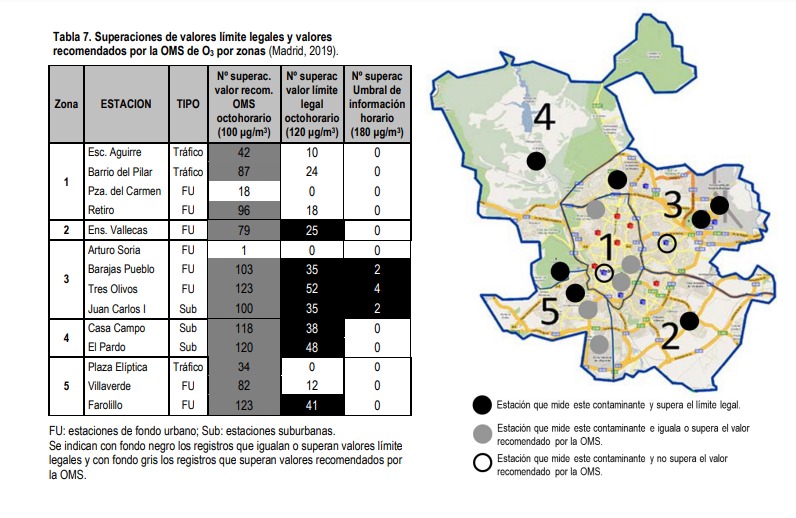 Tabla 7. Superaciones de valores límite legales y valores
recomendados por la OMS de O₃ por zonas (Madrid, 2019).
Zona ESTACION TIPO Nº superac. valor recom. OMS octohorario (100 µg/m³) Nº superac valor límite legal octohorario (120 µg/m³) Nº superac Umbral de información horario (180 µg/m³)
1 Esc. Aguirre Tráfico 42 10 0
Barrio del Pilar Tráfico 87 24 0
Pza. del Carmen FU 18 0 0
Retiro FU 96 18 0
2 Ens. Vallecas FU 79 25 0
3 Arturo Soria FU 1 0 0
Barajas Pueblo FU 103 35 2
Tres Olivos FU 123 52 4
Juan Carlos I Sub 100 35 2
4 Casa Campo Sub 118 38 0
El Pardo Sub 120 48 0
5 Plaza Elíptica Tráfico 34 0 0
Villaverde FU 82 12 0
Farolillo FU 123 41 0
FU: estaciones de fondo urbano; Sub: estaciones suburbanas.
Se indican con fondo negro los registros que igualan o superan valores límite
legales y con fondo gris los registros que superan valores recomendados por
la OMS.
4
3
1
5
2
Estación que mide este contaminante y supera el límite legal.
Estación que mide este contaminante e iguala o supera el valor
recomendado por la OMS.
Estación que mide este contaminante y no supera el valor
recomendado por la OMS.